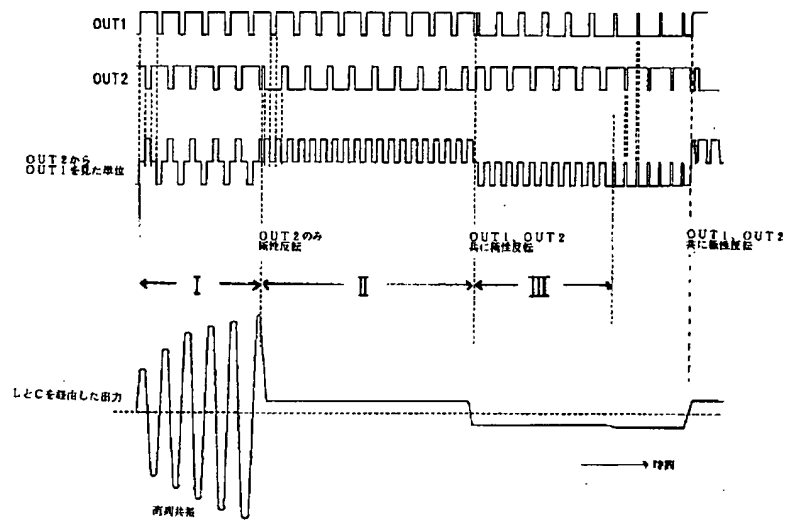 OUT1
OUT2
OUT2から
OUT1を見た単位
OUT2のみ
極性反転
OUT1、OUT2
共に極性反転
OUT1、OUT2
共に極性反転
I
II
III
LとCを経由した出力
時間
直列共振